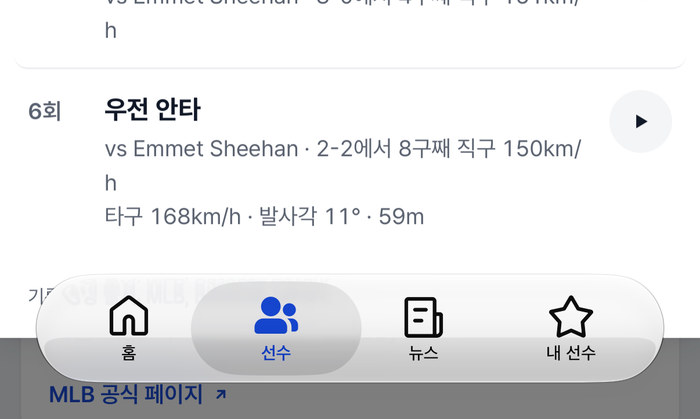 h
6회
우전 안타
vs Emmet Sheehan · 2-2에서 8구째 직구 150km/
h
타구 168km/h · 발사각 11° · 59m
홈
선수
뉴스
내 선수
MLB 공식 페이지 ↗